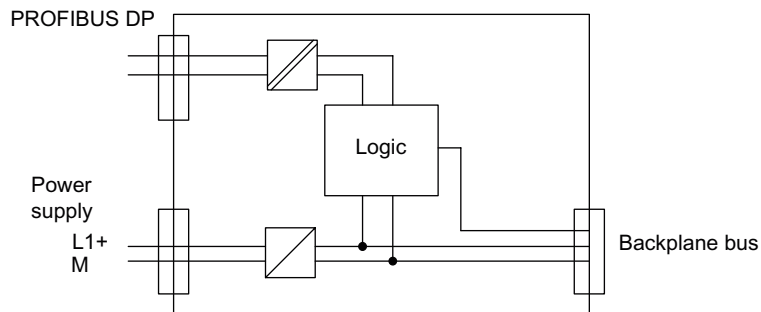 PROFIBUS DP
Logic
Power
supply
L1+
M
Backplane bus